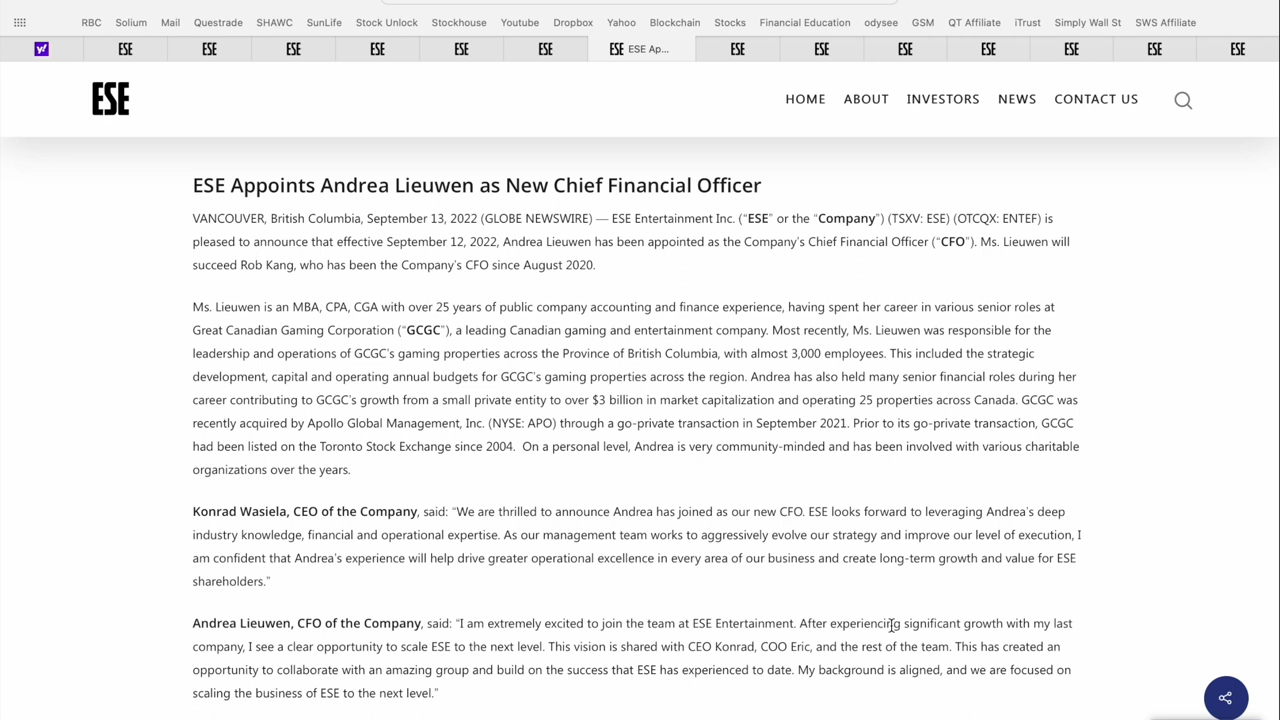 RBC Solium Mail Questrade SHAWC SunLife Stock Unlock Stockhouse Youtube Dropbox Yahoo Blockchain Stocks Financial Education odysee GSM QT Affiliate iTrust Simply Wall St SWS Affiliate
y! ESE ESE ESE ESE ESE ESE ESE ESE Ap... ESE ESE ESE ESE ESE ESE ESE
ESE HOME ABOUT INVESTORS NEWS CONTACT US
ESE Appoints Andrea Lieuwen as New Chief Financial Officer
VANCOUVER, British Columbia, September 13, 2022 (GLOBE NEWSWIRE) — ESE Entertainment Inc. (“ESE” or the “Company”) (TSXV: ESE) (OTCQX: ENTEF) is
pleased to announce that effective September 12, 2022, Andrea Lieuwen has been appointed as the Company’s Chief Financial Officer (“CFO”). Ms. Lieuwen will
succeed Rob Kang, who has been the Company’s CFO since August 2020.
Ms. Lieuwen is an MBA, CPA, CGA with over 25 years of public company accounting and finance experience, having spent her career in various senior roles at
Great Canadian Gaming Corporation (“GCGC”), a leading Canadian gaming and entertainment company. Most recently, Ms. Lieuwen was responsible for the
leadership and operations of GCGC’s gaming properties across the Province of British Columbia, with almost 3,000 employees. This included the strategic
development, capital and operating annual budgets for GCGC’s gaming properties across the region. Andrea has also held many senior financial roles during her
career contributing to GCGC’s growth from a small private entity to over $3 billion in market capitalization and operating 25 properties across Canada. GCGC was
recently acquired by Apollo Global Management, Inc. (NYSE: APO) through a go-private transaction in September 2021. Prior to its go-private transaction, GCGC
had been listed on the Toronto Stock Exchange since 2004. On a personal level, Andrea is very community-minded and has been involved with various charitable
organizations over the years.
Konrad Wasiela, CEO of the Company, said: “We are thrilled to announce Andrea has joined as our new CFO. ESE looks forward to leveraging Andrea’s deep
industry knowledge, financial and operational expertise. As our management team works to aggressively evolve our strategy and improve our level of execution, I
am confident that Andrea’s experience will help drive greater operational excellence in every area of our business and create long-term growth and value for ESE
shareholders.”
Andrea Lieuwen, CFO of the Company, said: “I am extremely excited to join the team at ESE Entertainment. After experiencing significant growth with my last
company, I see a clear opportunity to scale ESE to the next level. This vision is shared with CEO Konrad, COO Eric, and the rest of the team. This has created an
opportunity to collaborate with an amazing group and build on the success that ESE has experienced to date. My background is aligned, and we are focused on
scaling the business of ESE to the next level.”